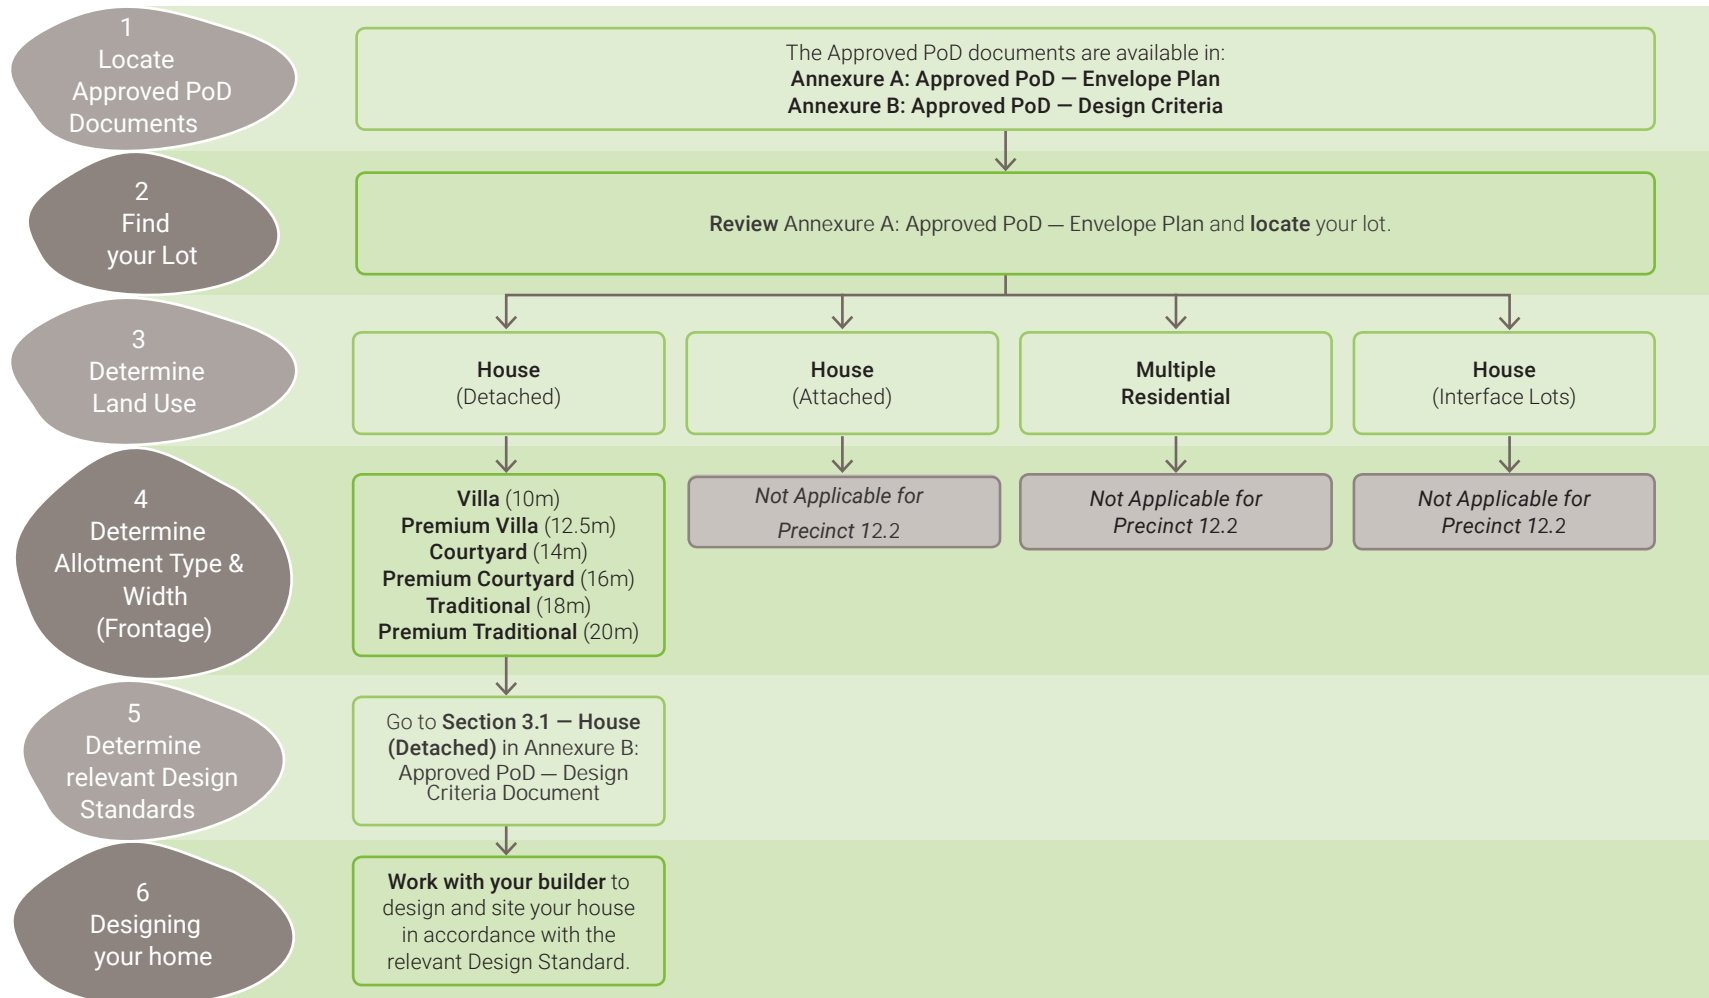 1
Locate
Approved PoD
Documents
The Approved PoD documents are available in:
Annexure A: Approved PoD — Envelope Plan
Annexure B: Approved PoD — Design Criteria
2
Find
your Lot
Review Annexure A: Approved PoD — Envelope Plan and locate your lot.
3
Determine
Land Use
House
(Detached)
House
(Attached)
Multiple
Residential
House
(Interface Lots)
4
Determine
Allotment Type &
Width
(Frontage)
Villa (10m)
Premium Villa (12.5m)
Courtyard (14m)
Premium Courtyard (16m)
Traditional (18m)
Premium Traditional (20m)
Not Applicable for
Precinct 12.2
Not Applicable for
Precinct 12.2
Not Applicable for
Precinct 12.2
5
Determine
relevant Design
Standards
Go to Section 3.1 — House
(Detached) in Annexure B:
Approved PoD — Design
Criteria Document
6
Designing
your home
Work with your builder to
design and site your house
in accordance with the
relevant Design Standard.